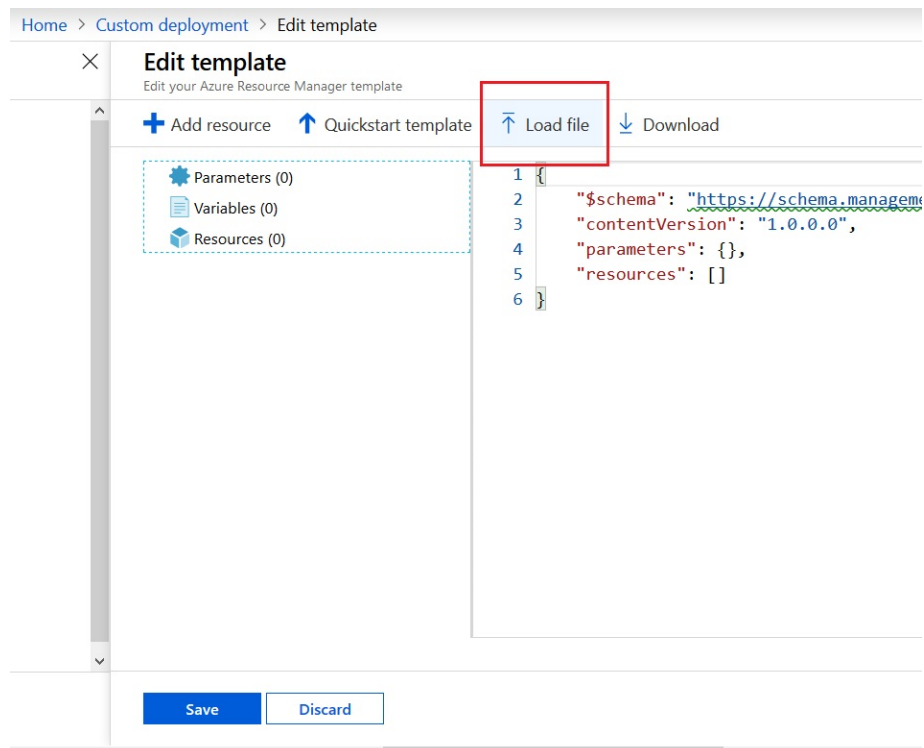 Home > Custom deployment > Edit template
Edit template
Edit your Azure Resource Manager template
Add resource
Quickstart template
Load file
Download
Parameters (0)
Variables (0)
Resources (0)
1 {
2 "$schema": "https://schema.manageme
3 "contentVersion": "1.0.0.0",
4 "parameters": {},
5 "resources": []
6 }
Save
Discard